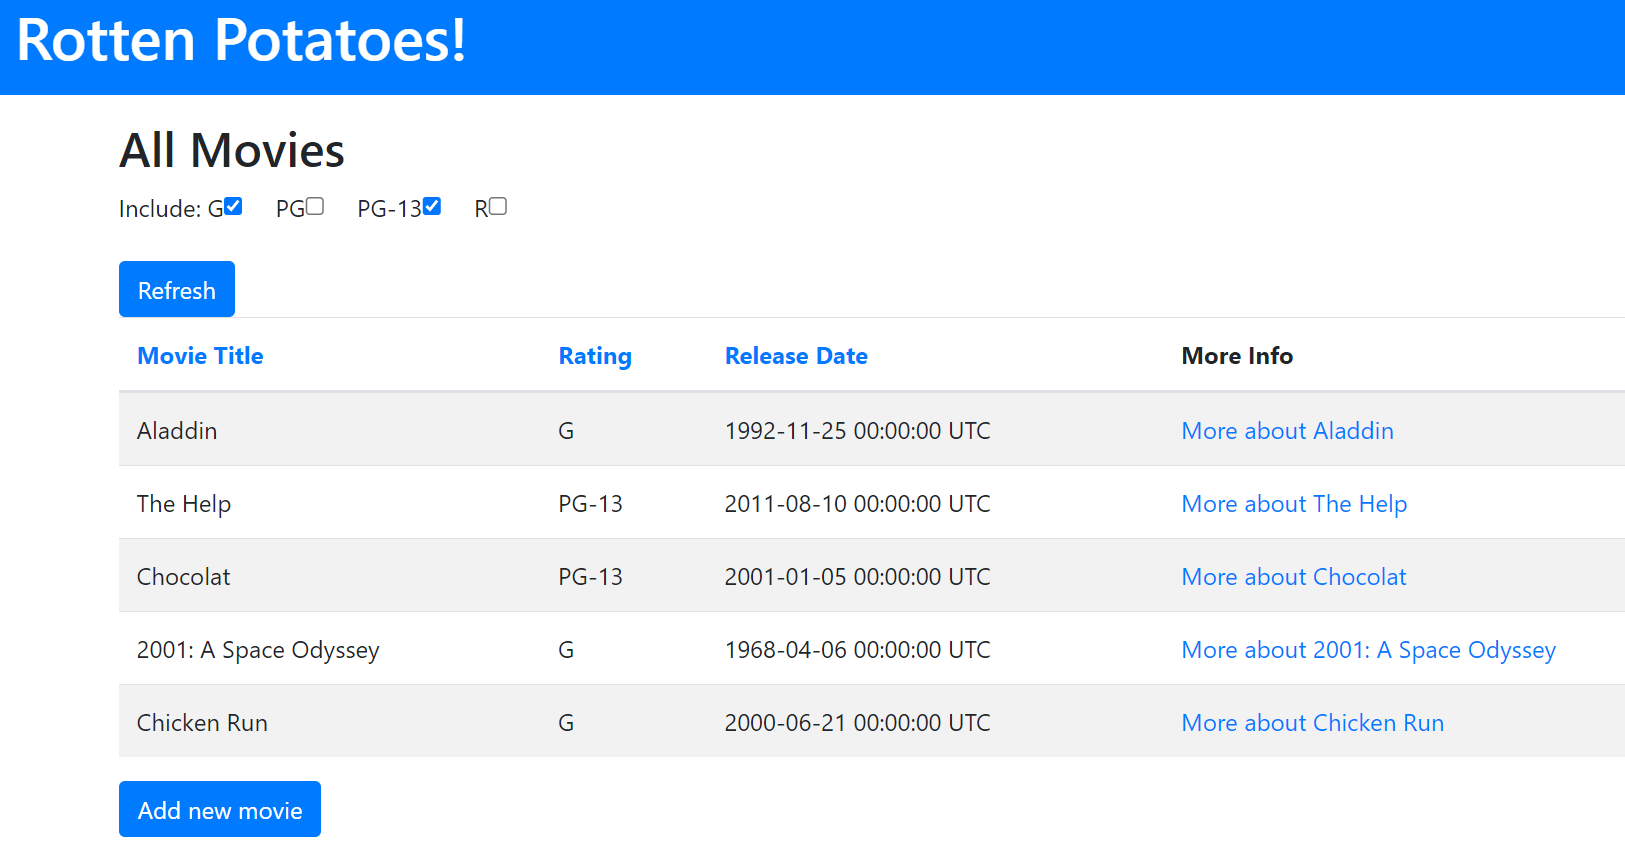 Rotten Potatoes!
All Movies
Include: G PG PG-13 R
Refresh
Movie Title Rating Release Date More Info
Aladdin G 1992-11-25 00:00:00 UTC More about Aladdin
The Help PG-13 2011-08-10 00:00:00 UTC More about The Help
Chocolat PG-13 2001-01-05 00:00:00 UTC More about Chocolat
2001: A Space Odyssey G 1968-04-06 00:00:00 UTC More about 2001: A Space Odyssey
Chicken Run G 2000-06-21 00:00:00 UTC More about Chicken Run
Add new movie